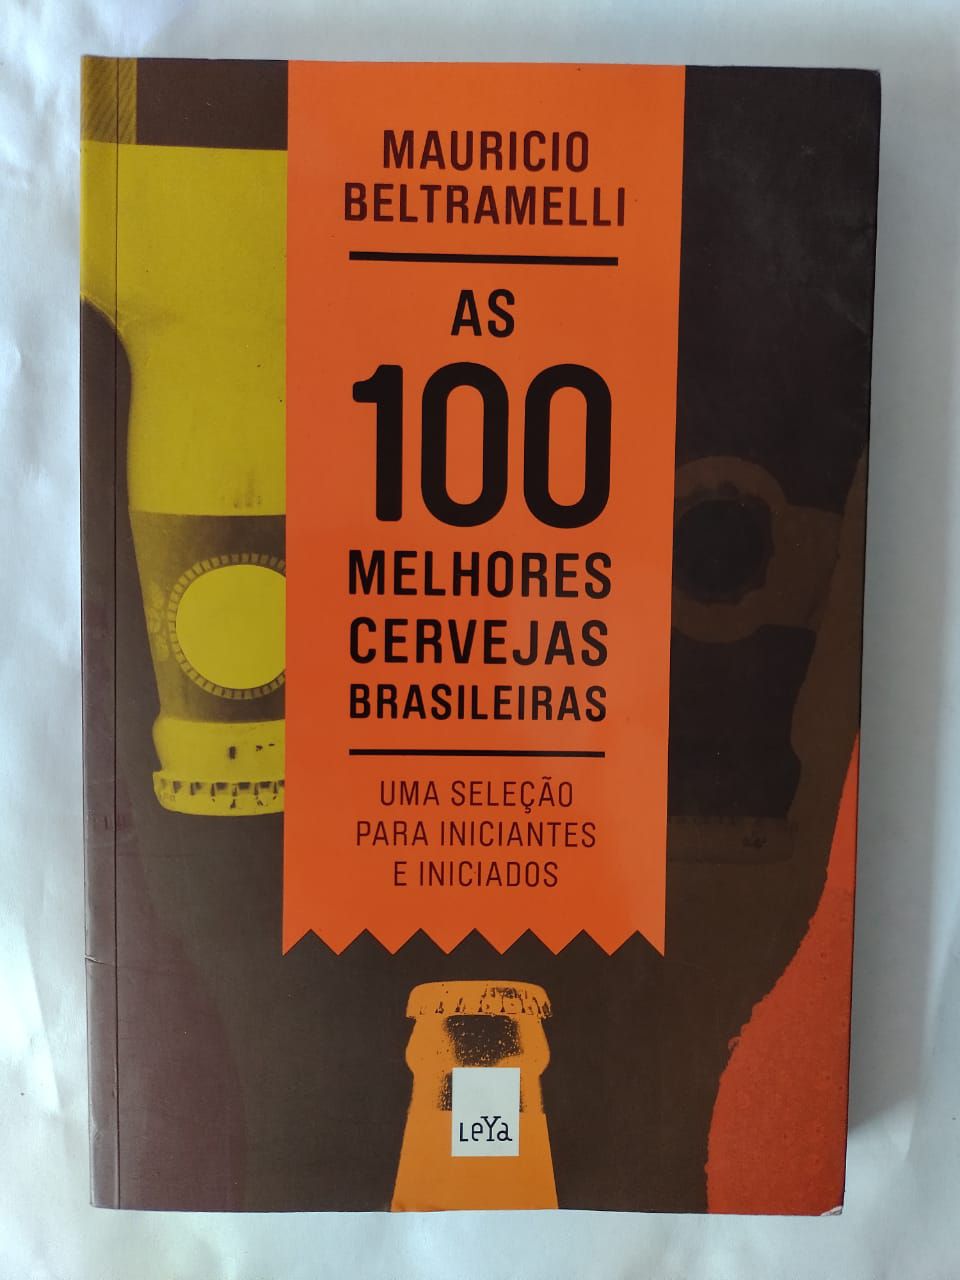 MAURICIO
BELTRAMELLI
AS
100
MELHORES
CERVEJAS
BRASILEIRAS
UMA SELEÇÃO
PARA INICIANTES
E INICIADOS
LeYa